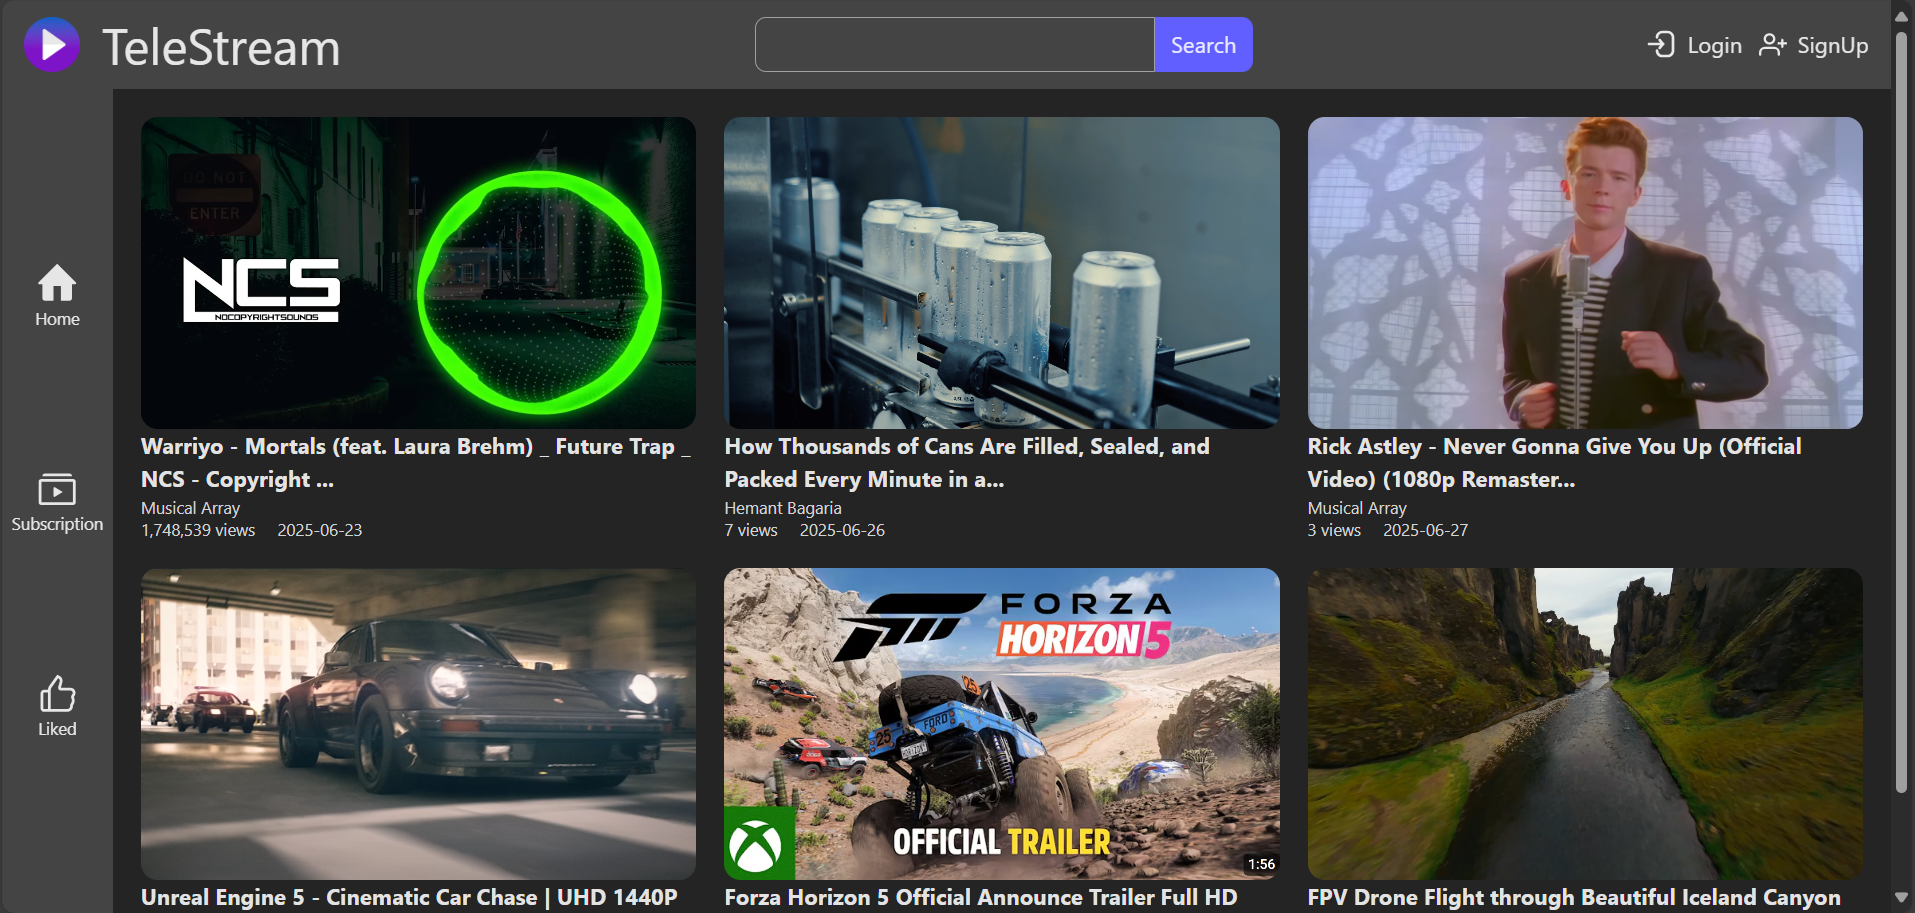 TeleStream
Search
Login
SignUp
Home
Subscription
Liked
DO NOT
ENTER
NCS
NOCOPYRIGHTSOUNDS
Warriyo - Mortals (feat. Laura Brehm) _ Future Trap _
NCS - Copyright ...
Musical Array
1,748,539 views 2025-06-23
How Thousands of Cans Are Filled, Sealed, and
Packed Every Minute in a...
Hemant Bagaria
7 views 2025-06-26
Rick Astley - Never Gonna Give You Up (Official
Video) (1080p Remaster...
Musical Array
3 views 2025-06-27
FORZA
HORIZON 5
25
FORD
25
OFFICIAL TRAILER
1:56
Unreal Engine 5 - Cinematic Car Chase | UHD 1440P
Forza Horizon 5 Official Announce Trailer Full HD
FPV Drone Flight through Beautiful Iceland Canyon